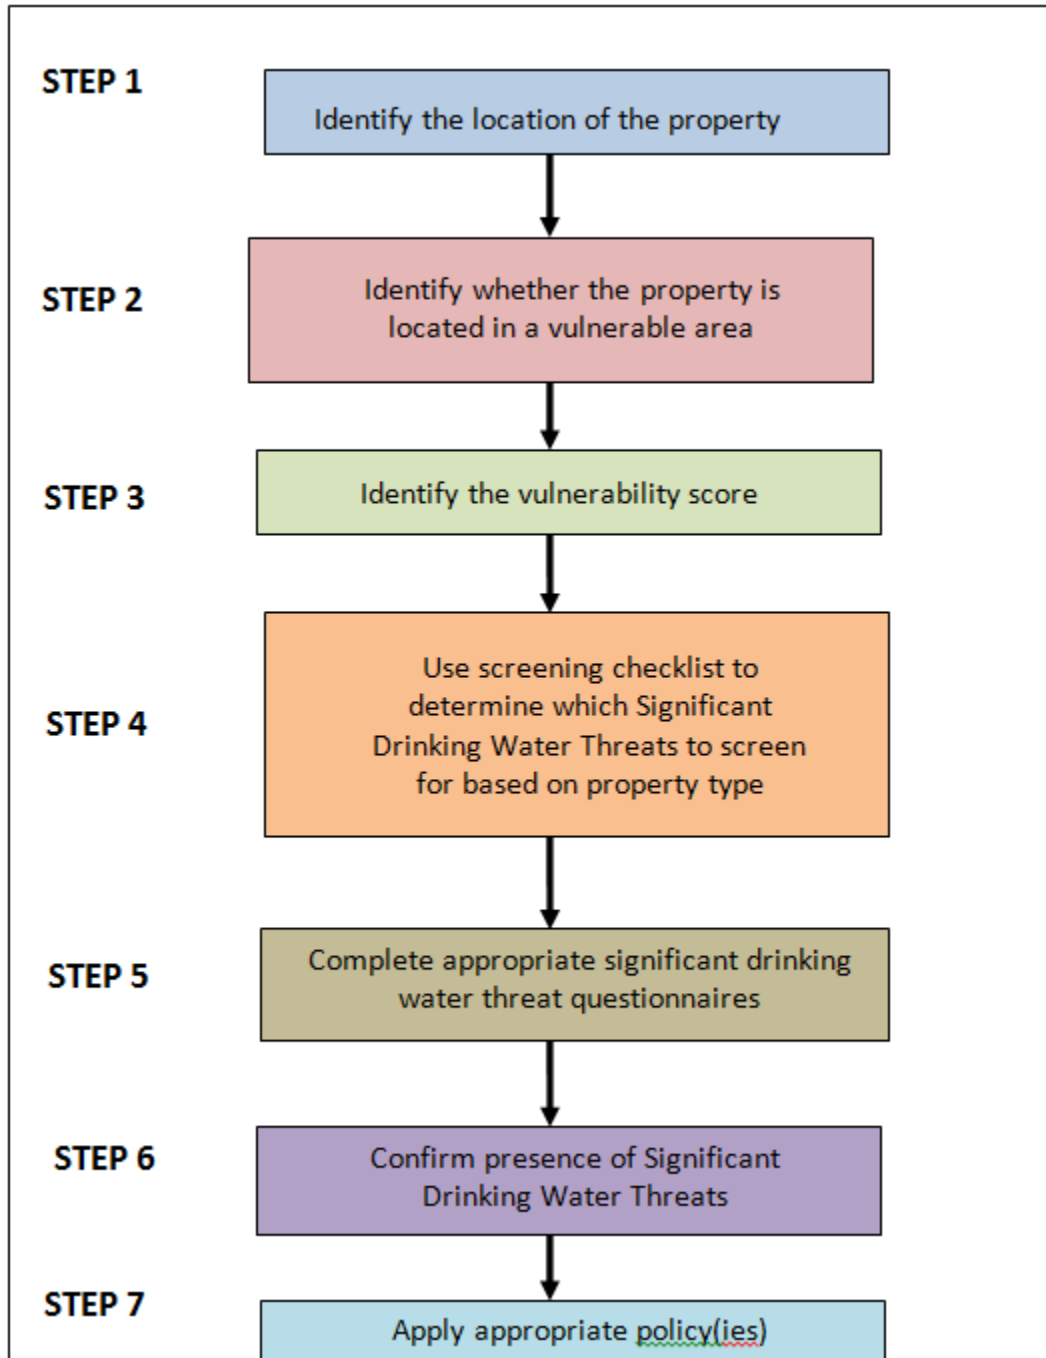 STEP 1
Identify the location of the property
STEP 2
Identify whether the property is
located in a vulnerable area
STEP 3
Identify the vulnerability score
STEP 4
Use screening checklist to
determine which Significant
Drinking Water Threats to screen
for based on property type
STEP 5
Complete appropriate significant drinking
water threat questionnaires
STEP 6
Confirm presence of Significant
Drinking Water Threats
STEP 7
Apply appropriate policy(ies)